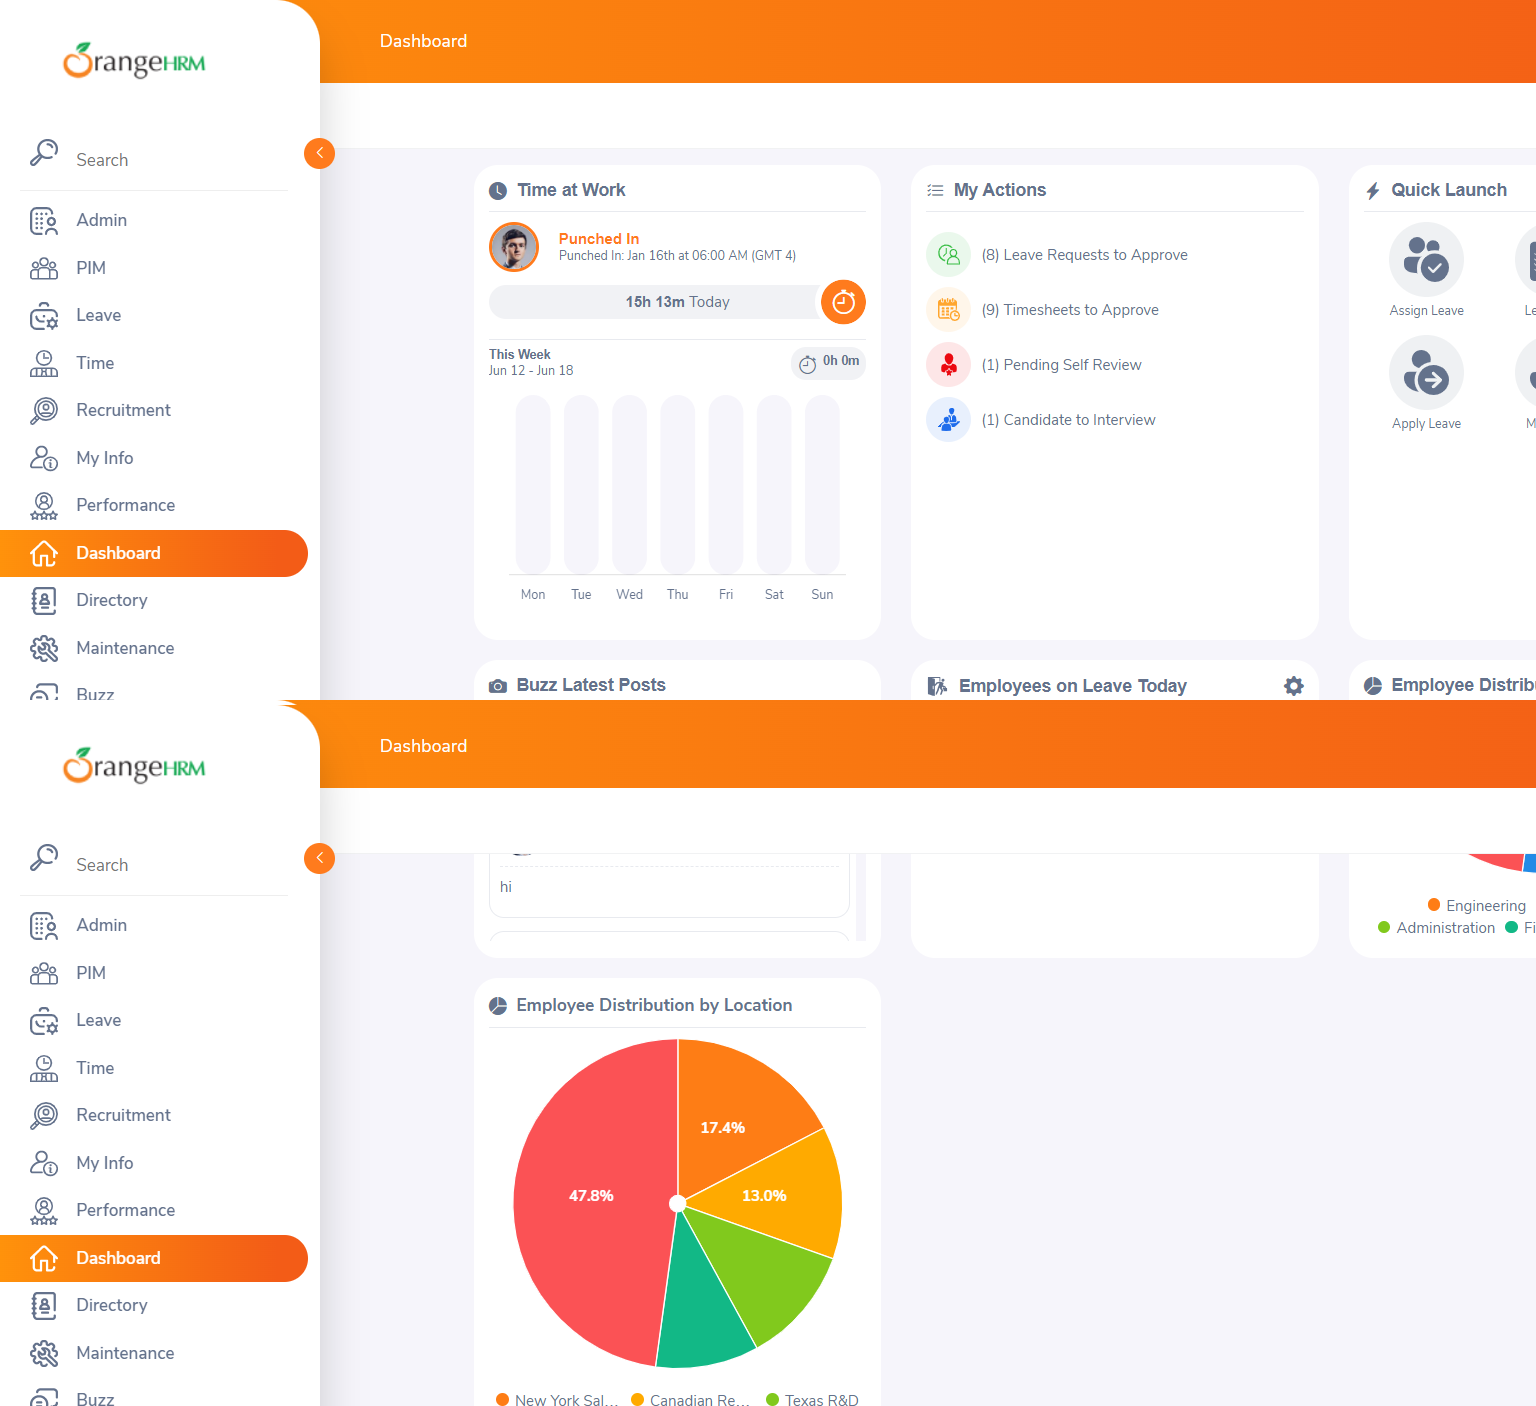 OrangeHRM
Dashboard
Search
Admin
PIM
Leave
Time
Recruitment
My Info
Performance
Dashboard
Directory
Maintenance
Buzz
Time at Work
Punched In
Punched In: Jan 16th at 06:00 AM (GMT 4)
15h 13m Today
This Week
Jun 12 - Jun 18
0h 0m
Mon Tue Wed Thu Fri Sat Sun
My Actions
(8) Leave Requests to Approve
(9) Timesheets to Approve
(1) Pending Self Review
(1) Candidate to Interview
Quick Launch
Assign Leave
Le
Apply Leave
M
Buzz Latest Posts
Employees on Leave Today
Employee Distribu
OrangeHRM
Dashboard
Search
Admin
PIM
Leave
Time
Recruitment
My Info
Performance
Dashboard
Directory
Maintenance
Buzz
hi
Engineering
Administration Fi
Employee Distribution by Location
17.4%
47.8%
13.0%
New York Sal... Canadian Re... Texas R&D